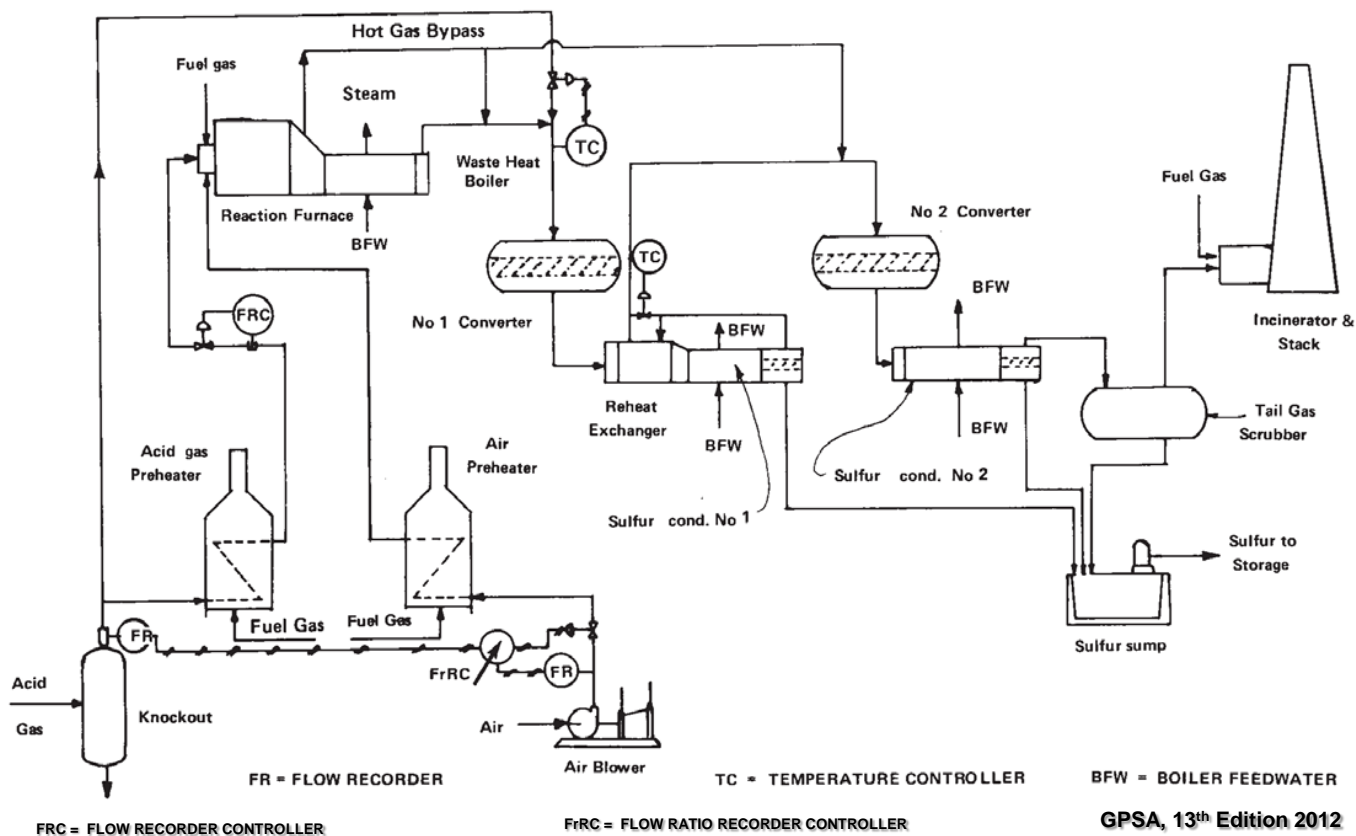 Hot Gas Bypass
Fuel gas
Steam
TC
Waste Heat
Boiler
Reaction Furnace
BFW
Fuel Gas
No 2 Converter
TC
BFW
FRC
No 1 Converter
BFW
Incinerator &
Stack
Reheat
Exchanger
BFW
BFW
Tail Gas
Scrubber
Acid gas
Preheater
Air
Preheater
Sulfur cond. No 2
Sulfur cond. No 1
Sulfur to
Storage
Fuel Gas
Fuel Gas
FR
Sulfur sump
FrRC
FR
Acid
Gas
Knockout
Air
Air Blower
FR = FLOW RECORDER
TC = TEMPERATURE CONTROLLER
BFW = BOILER FEEDWATER
FRC = FLOW RECORDER CONTROLLER
FrRC = FLOW RATIO RECORDER CONTROLLER
GPSA, 13th Edition 2012